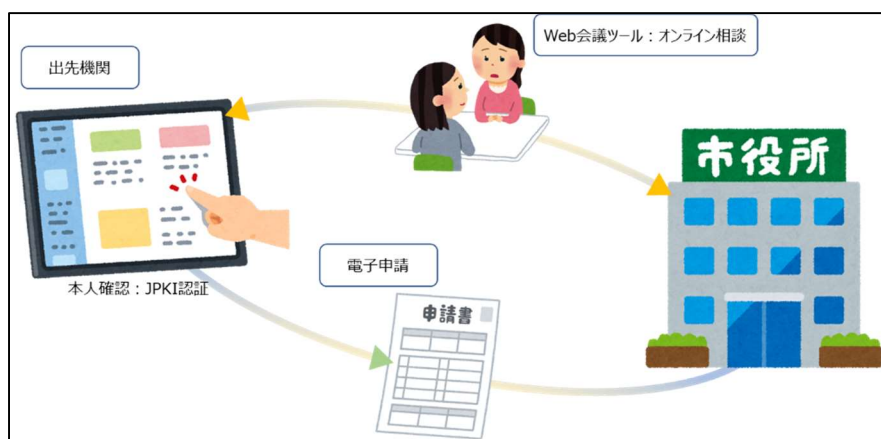 出先機関
Web会議ツール：オンライン相談
市役所
電子申請
本人確認：JPKI認証
申請書